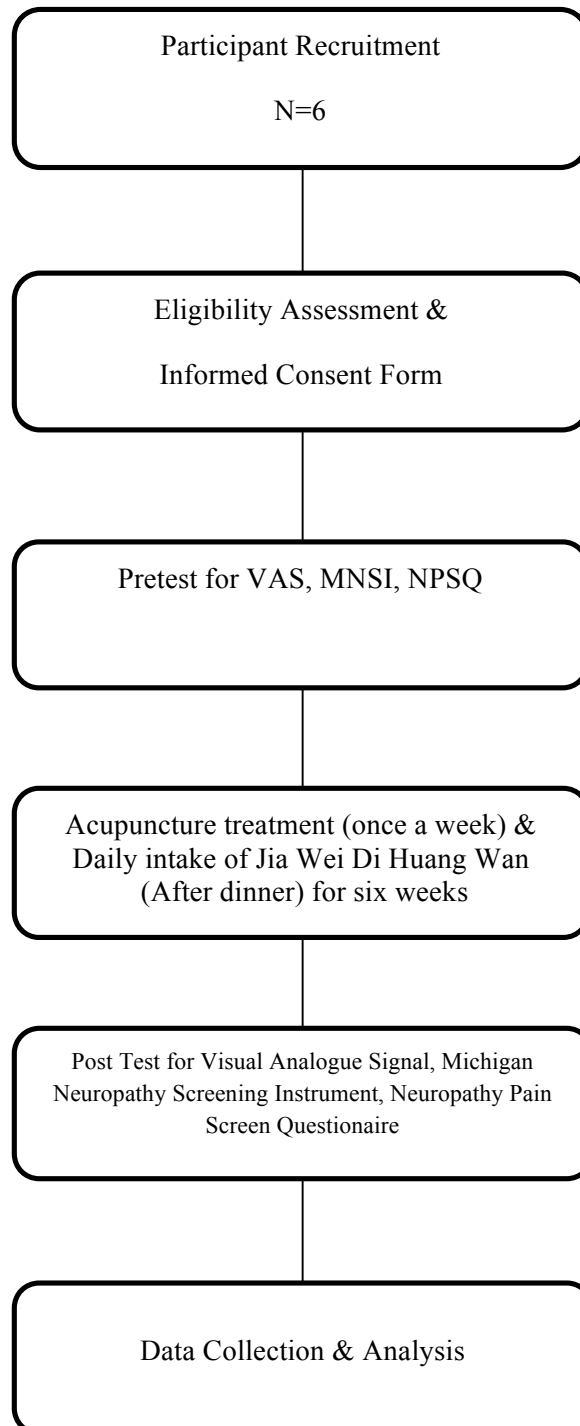 Participant Recruitment
N=6
Eligibility Assessment &
Informed Consent Form
Pretest for VAS, MNSI, NPSQ
Acupuncture treatment (once a week) &
Daily intake of Jia Wei Di Huang Wan
(After dinner) for six weeks
Post Test for Visual Analogue Signal, Michigan
Neuropathy Screening Instrument, Neuropathy Pain
Screen Questionaire
Data Collection & Analysis